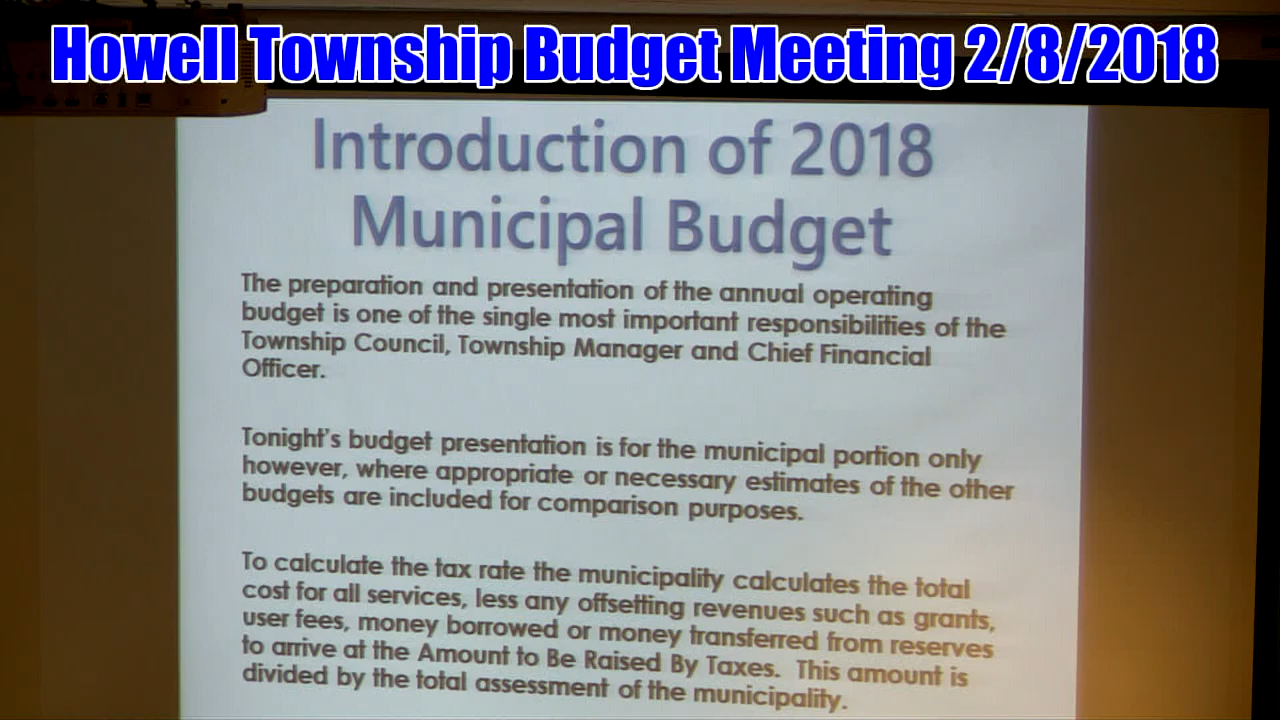 Howell Township Budget Meeting 2/8/2018
Introduction of 2018
Municipal Budget
The preparation and presentation of the annual operating
budget is one of the single most important responsibilities of the
Township Council, Township Manager and Chief Financial
Officer.
Tonight's budget presentation is for the municipal portion only
however, where appropriate or necessary estimates of the other
budgets are included for comparison purposes.
To calculate the tax rate the municipality calculates the total
cost for all services, less any offsetting revenues such as grants,
user fees, money borrowed or money transferred from reserves
to arrive at the Amount to Be Raised By Taxes. This amount is
divided by the total assessment of the municipality.